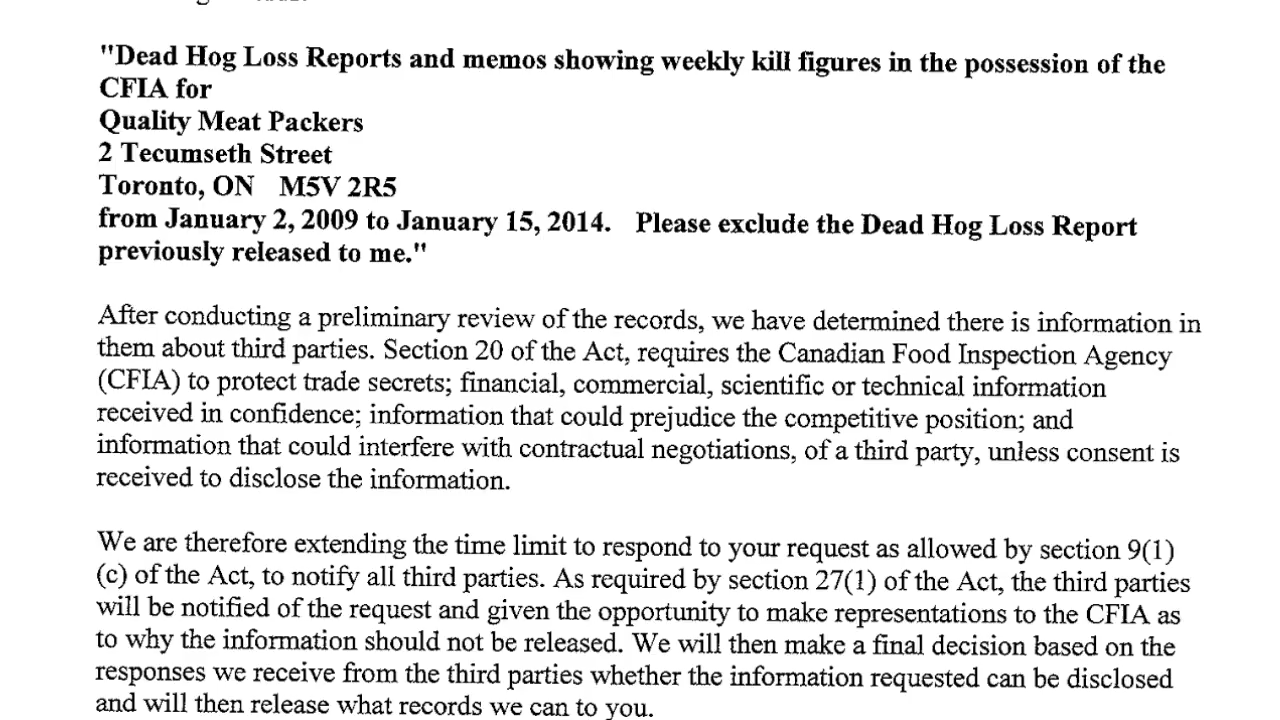 "Dead Hog Loss Reports and memos showing weekly kill figures in the possession of the
CFIA for
Quality Meat Packers
2 Tecumseth Street
Toronto, ON M5V 2R5
from January 2, 2009 to January 15, 2014. Please exclude the Dead Hog Loss Report
previously released to me."
After conducting a preliminary review of the records, we have determined there is information in
them about third parties. Section 20 of the Act, requires the Canadian Food Inspection Agency
(CFIA) to protect trade secrets; financial, commercial, scientific or technical information
received in confidence; information that could prejudice the competitive position; and
information that could interfere with contractual negotiations, of a third party, unless consent is
received to disclose the information.
We are therefore extending the time limit to respond to your request as allowed by section 9(1)
(c) of the Act, to notify all third parties. As required by section 27(1) of the Act, the third parties
will be notified of the request and given the opportunity to make representations to the CFIA as
to why the information should not be released. We will then make a final decision based on the
responses we receive from the third parties whether the information requested can be disclosed
and will then release what records we can to you.